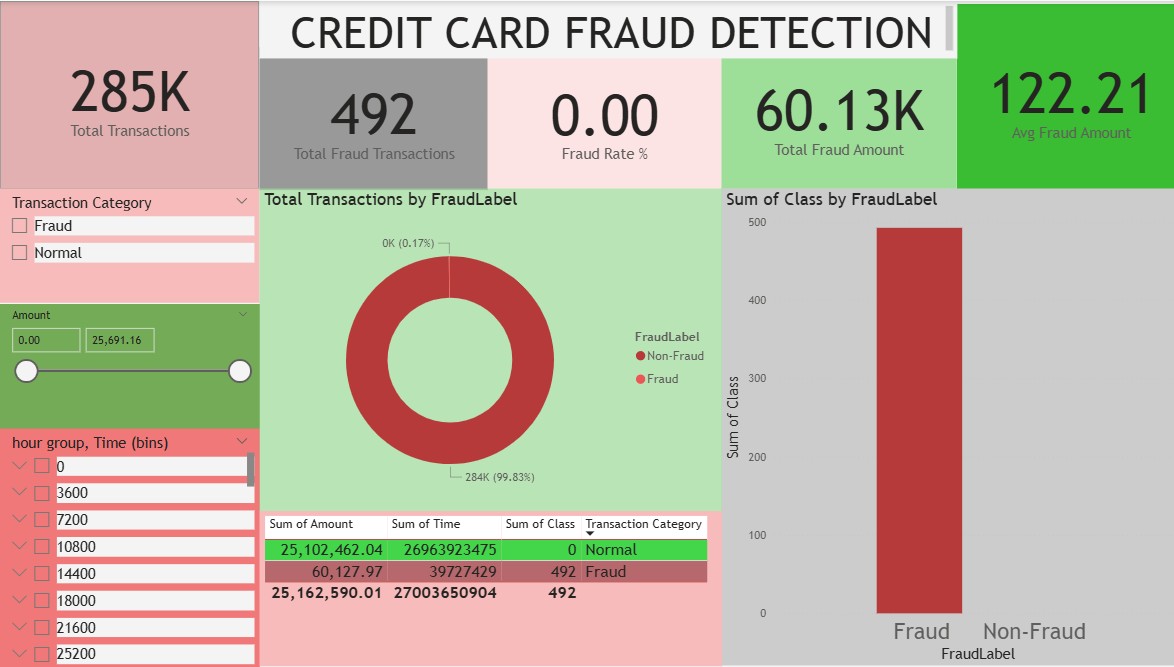 CREDIT CARD FRAUD DETECTION
285K
Total Transactions
492
Total Fraud Transactions
0.00
Fraud Rate %
60.13K
Total Fraud Amount
122.21
Avg Fraud Amount
Transaction Category
Fraud
Normal
Amount
0.00 25,691.16
hour group, Time (bins)
0
3600
7200
10800
14400
18000
21600
25200
Total Transactions by FraudLabel
0K (0.17%)
284K (99.83%)
FraudLabel
Non-Fraud
Fraud
Sum of Amount Sum of Time Sum of Class Transaction Category
25,102,462.04 26963923475 0 Normal
60,127.97 39727429 492 Fraud
25,162,590.01 27003650904 492
Sum of Class by FraudLabel
Sum of Class
500
400
300
200
100
0
Fraud Non-Fraud
FraudLabel